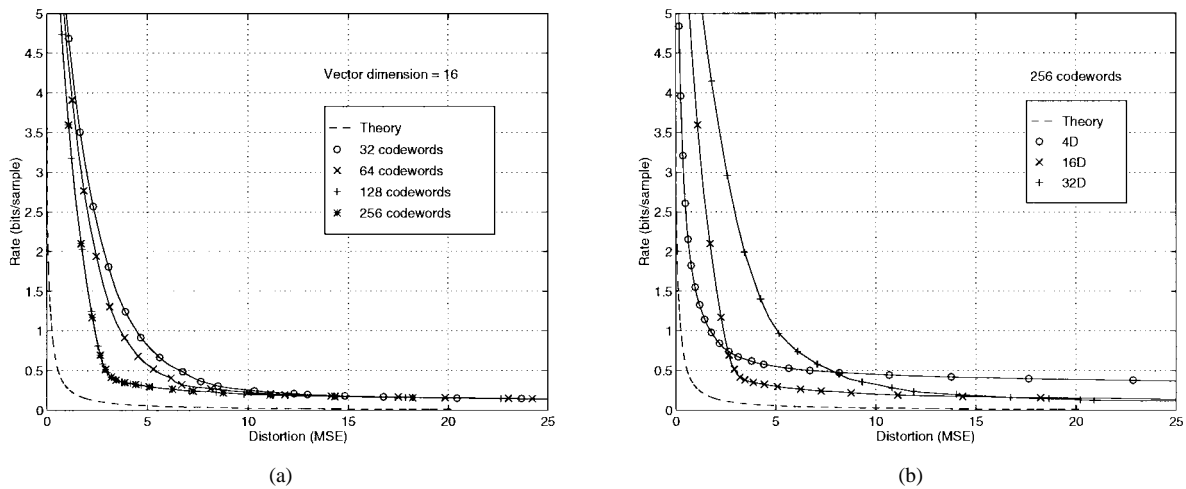 5
4.5
4
3.5
3
2.5
2
1.5
1
0.5
0
Rate (bits/sample)
Vector dimension = 16
Theory
32 codewords
64 codewords
128 codewords
256 codewords
0 5 10 15 20 25
Distortion (MSE)
(a)
5
4.5
4
3.5
3
2.5
2
1.5
1
0.5
0
Rate (bits/sample)
256 codewords
Theory
4D
16D
32D
0 5 10 15 20 25
Distortion (MSE)
(b)